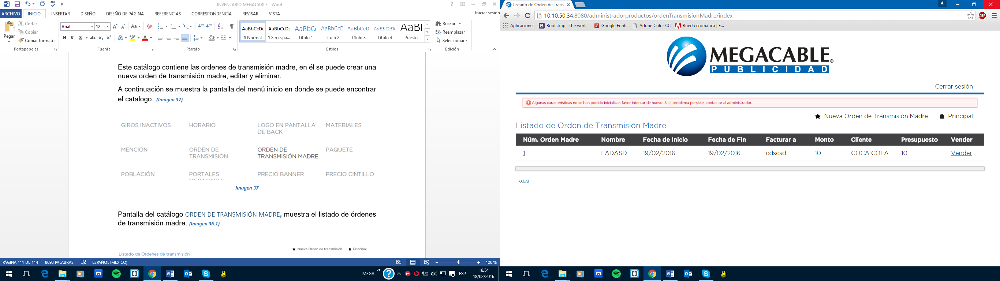 INVENTARIO MEGACABLE - Word
ARCHIVO INICIO INSERTAR DISEÑO DISEÑO DE PÁGINA REFERENCIAS CORRESPONDENCIA REVISAR VISTA Iniciar sesión
Pegar
Cortar
Copiar
Copiar formato
Portapapeles
Arial 12
Fuente
Párrafo
AaBbCcDc AaBbCcDc AaBbC( AaBbCcE AaBbCcD AaBbCcDc AaBl
¶ Normal ¶ Sin espa... Título 1 Título 2 Título 3 Título 4 Puesto
Estilos
Buscar
Reemplazar
Seleccionar
Edición
Este catálogo contiene las ordenes de transmisión madre, en él se puede crear una
nueva orden de transmisión madre, editar y eliminar.
A continuación se muestra la pantalla del menú inicio en donde se puede encontrar
el catalogo. (Imagen 37)
GIROS INACTIVOS HORARIO LOGO EN PANTALLA DE BACK MATERIALES
MENCIÓN ORDEN DE TRANSMISIÓN ORDEN DE TRANSMISIÓN MADRE PAQUETE
POBLACIÓN PORTALES MEGACABLE PRECIO BANNER PRECIO CINTILLO
Imagen 37
Pantalla del catálogo ORDEN DE TRANSMISIÓN MADRE, muestra el listado de órdenes
de transmisión madre. (Imagen 36.1)
Nueva Orden de transmisión Principal
Listado de Ordenes de transmisión
PÁGINA 111 DE 114 8093 PALABRAS ESPAÑOL (MÉXICO) 120 %
MEGA » ESP 16:54
18/02/2016
Listado de Orden de Trans
10.10.50.34:8080/administradorproductos/ordenTransmisionMadre/index
ABP
Aplicaciones Bootstrap · The worl... Google Fonts Adobe Color CC Rueda cromática | E...
MEGACABLE®
PUBLICIDAD
Cerrar sesión
Algunas características no se han podido inicializar, favor intentar de nuevo. Si el problema persiste, contactar al administrador.
Nueva Orden de Transmisión Madre Principal
Listado de Orden de Transmisión Madre
Núm. Orden Madre Nombre Fecha de Inicio Fecha de Fin Facturar a Monto Cliente Presupuesto Vender
1 LADASD 19/02/2016 19/02/2016 cdscsd 10 COCA COLA 10 Vender
0.1.23